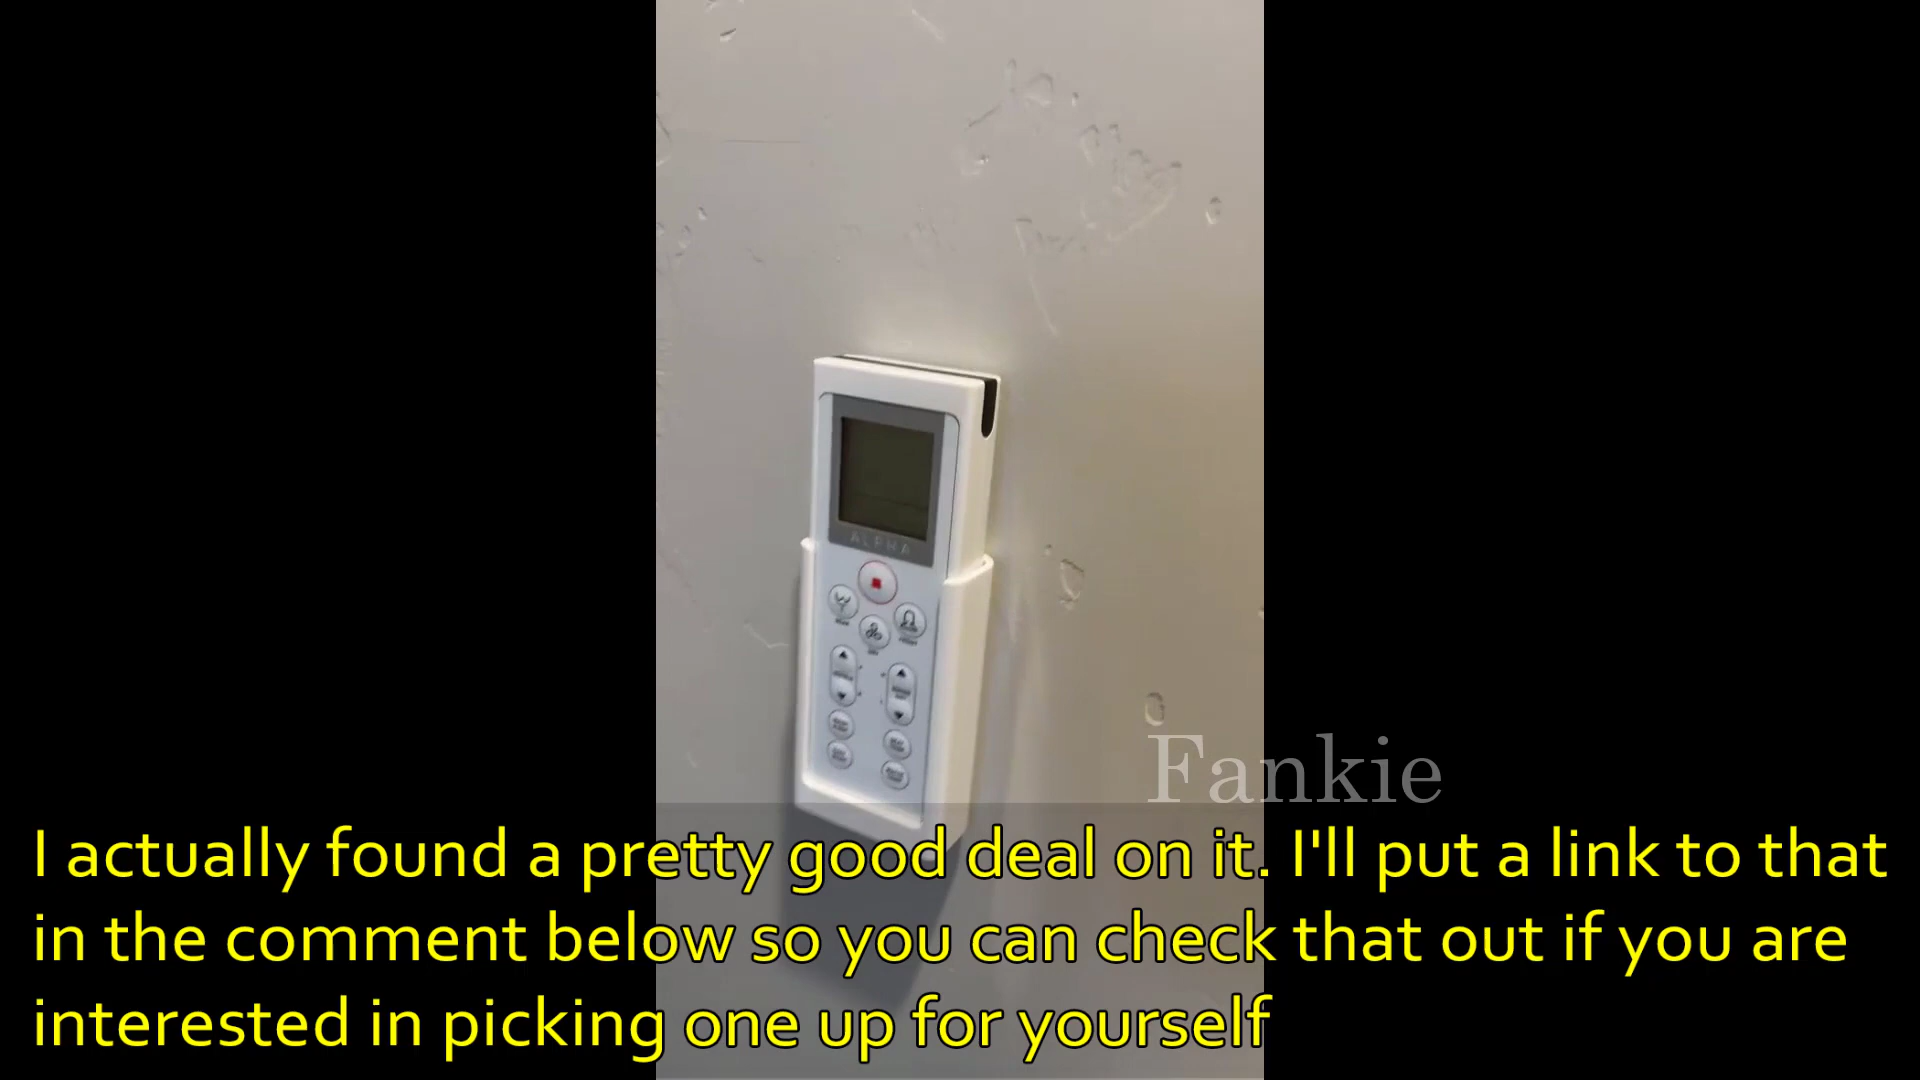 ALPHA
Fankie
I actually found a pretty good deal on it. I'll put a link to that
in the comment below so you can check that out if you are
interested in picking one up for yourself